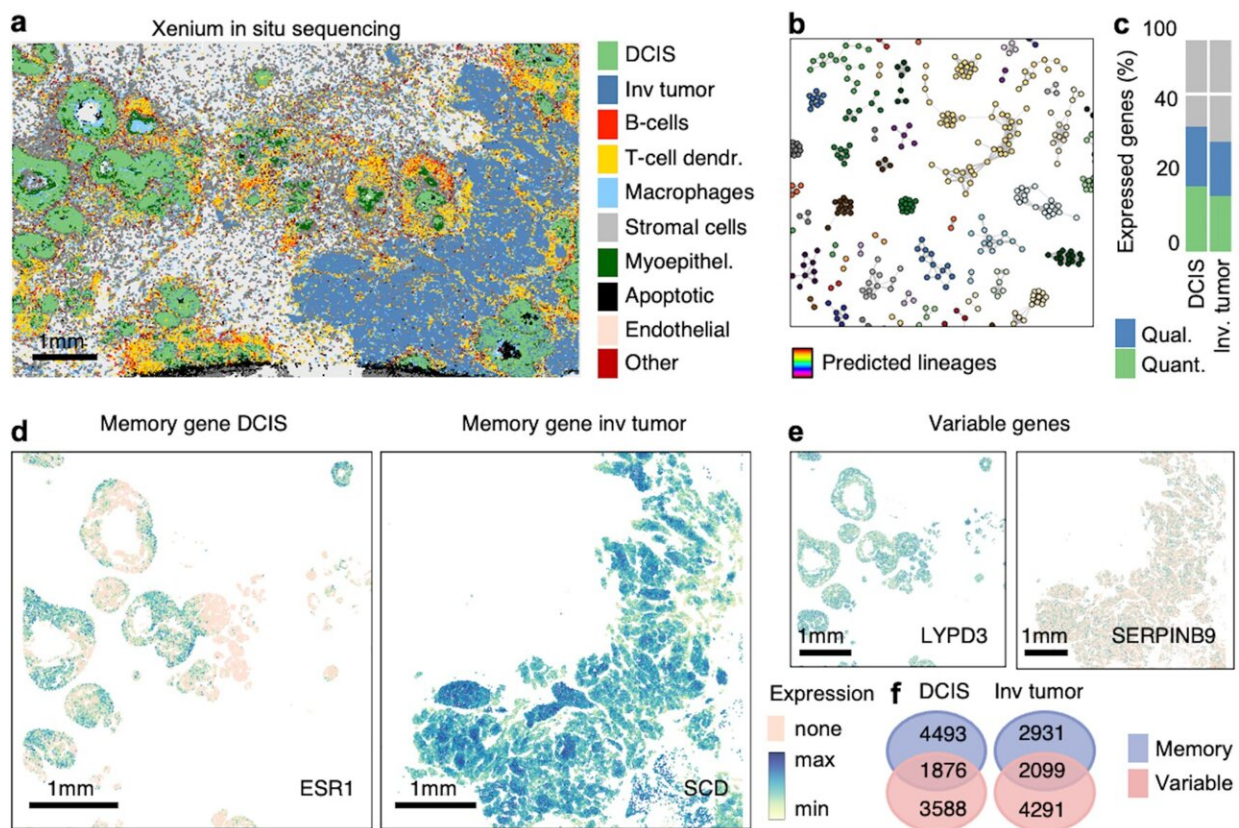 a
Xenium in situ sequencing
DCIS
Inv tumor
B-cells
T-cell dendr.
Macrophages
Stromal cells
Myoepithel.
Apoptotic
Endothelial
Other
1mm
b
Predicted lineages
c
Expressed genes (%)
100
40
20
0
DCIS
Inv. tumor
Qual.
Quant.
d
Memory gene DCIS
Memory gene inv tumor
1mm
ESR1
1mm
SCD
e
Variable genes
1mm
LYPD3
1mm
SERPINB9
Expression
none
max
min
f
DCIS
Inv tumor
4493
2931
1876
2099
3588
4291
Memory
Variable